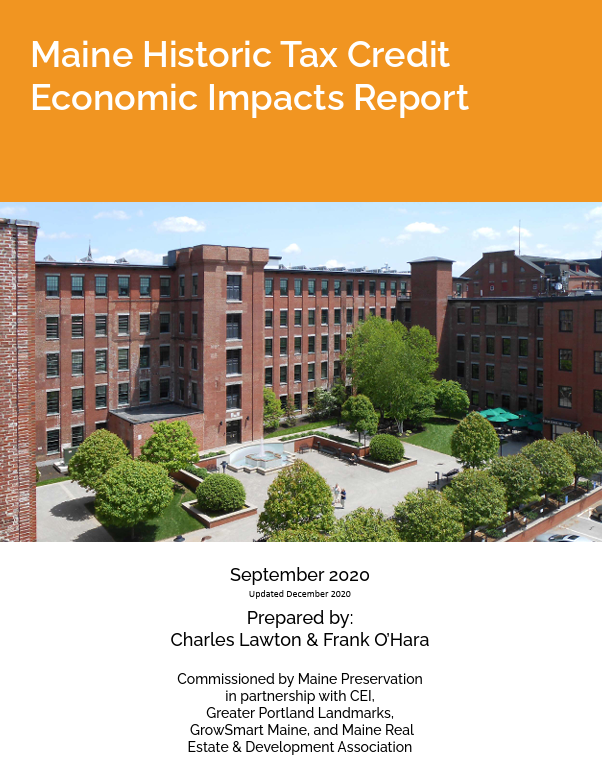 Maine Historic Tax Credit
Economic Impacts Report
September 2020
Updated December 2020
Prepared by:
Charles Lawton & Frank O’Hara
Commissioned by Maine Preservation
in partnership with CEI,
Greater Portland Landmarks,
GrowSmart Maine, and Maine Real
Estate & Development Association